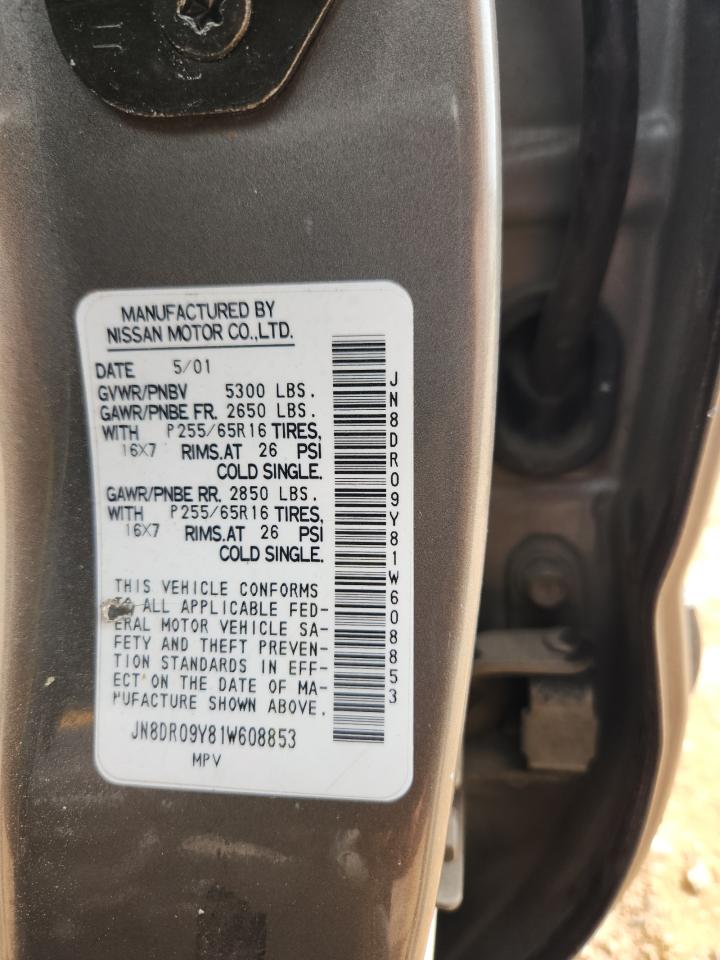 MANUFACTURED BY
NISSAN MOTOR CO.,LTD.
DATE 5/01
GVWR/PNBV 5300 LBS.
GAWR/PNBE FR. 2650 LBS.
WITH P255/65R16 TIRES,
16X7 RIMS.AT 26 PSI
COLD SINGLE.
GAWR/PNBE RR. 2850 LBS.
WITH P255/65R16 TIRES,
16X7 RIMS.AT 26 PSI
COLD SINGLE.
THIS VEHICLE CONFORMS
TO ALL APPLICABLE FED-
ERAL MOTOR VEHICLE SA-
FETY AND THEFT PREVEN-
TION STANDARDS IN EFF-
ECT ON THE DATE OF MA-
NUFACTURE SHOWN ABOVE.
JN8DR09Y81W608853
MPV
JN8DR09Y81W608853